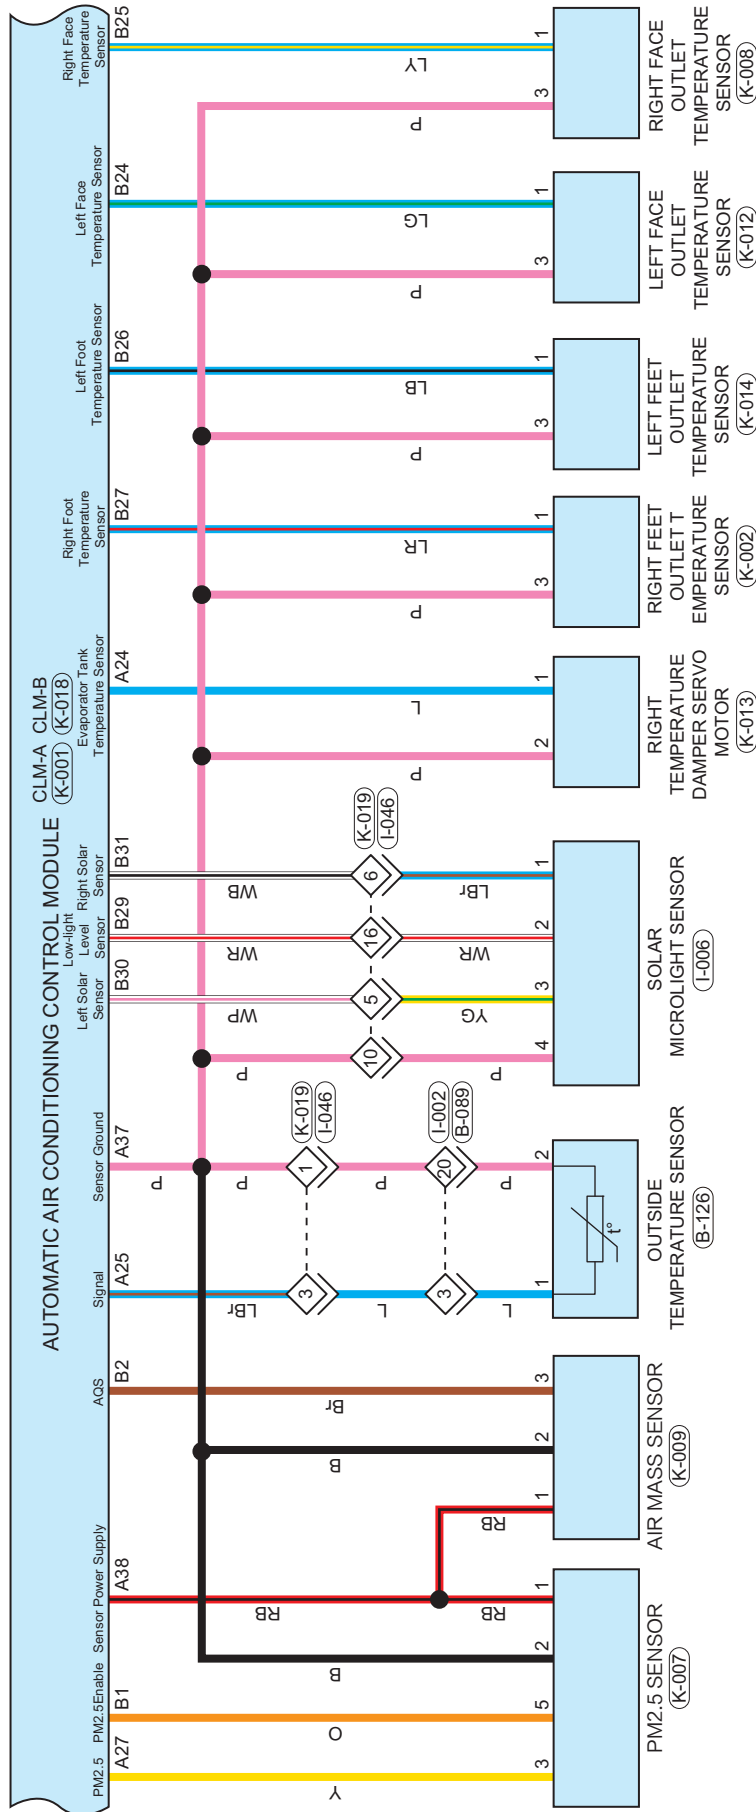 AUTOMATIC AIR CONDITIONING CONTROL MODULE
CLM-A CLM-B
K-001 K-018
PM2.5
A27
PM2.5Enable
B1
Sensor Power Supply
A38
AQS
B2
Signal
A25
Sensor Ground
A37
Left Solar
Sensor
B30
Low-light
Level
Sensor
B29
Right Solar
Sensor
B31
Evaporator Tank
Temperature Sensor
A24
Right Foot
Temperature
Sensor
B27
Left Foot
Temperature Sensor
B26
Left Face
Temperature Sensor
B24
Right Face
Temperature
Sensor
B25
Y
O
B
RB
RB
RB
B
Br
LBr
L
L
P
P
P
P
P
P
WP
YG
WR
WR
WB
LBr
P
L
P
LR
P
LB
P
LG
P
LY
K-019
I-046
3
1
I-002
B-089
3
20
K-019
I-046
10
5
16
6
3
5
2
1
1
2
3
1
2
4
3
2
1
2
1
3
1
3
1
3
1
3
1
t°
PM2.5 SENSOR
K-007
AIR MASS SENSOR
K-009
OUTSIDE
TEMPERATURE SENSOR
B-126
SOLAR
MICROLIGHT SENSOR
I-006
RIGHT
TEMPERATURE
DAMPER SERVO
MOTOR
K-013
RIGHT FEET
OUTLET T
EMPERATURE
SENSOR
K-002
LEFT FEET
OUTLET
TEMPERATURE
SENSOR
K-014
LEFT FACE
OUTLET
TEMPERATURE
SENSOR
K-012
RIGHT FACE
OUTLET
TEMPERATURE
SENSOR
K-008